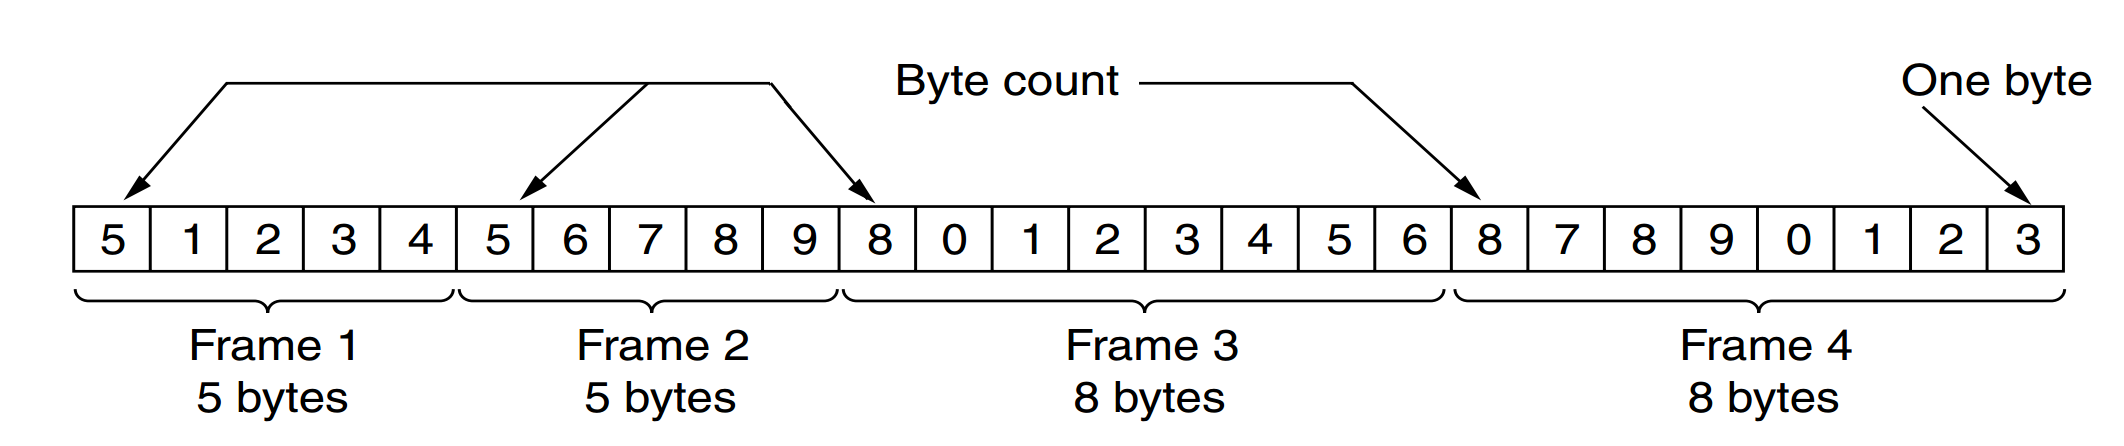 Byte count
One byte
5 1 2 3 4 5 6 7 8 9 8 0 1 2 3 4 5 6 8 7 8 9 0 1 2 3
Frame 1
5 bytes
Frame 2
5 bytes
Frame 3
8 bytes
Frame 4
8 bytes